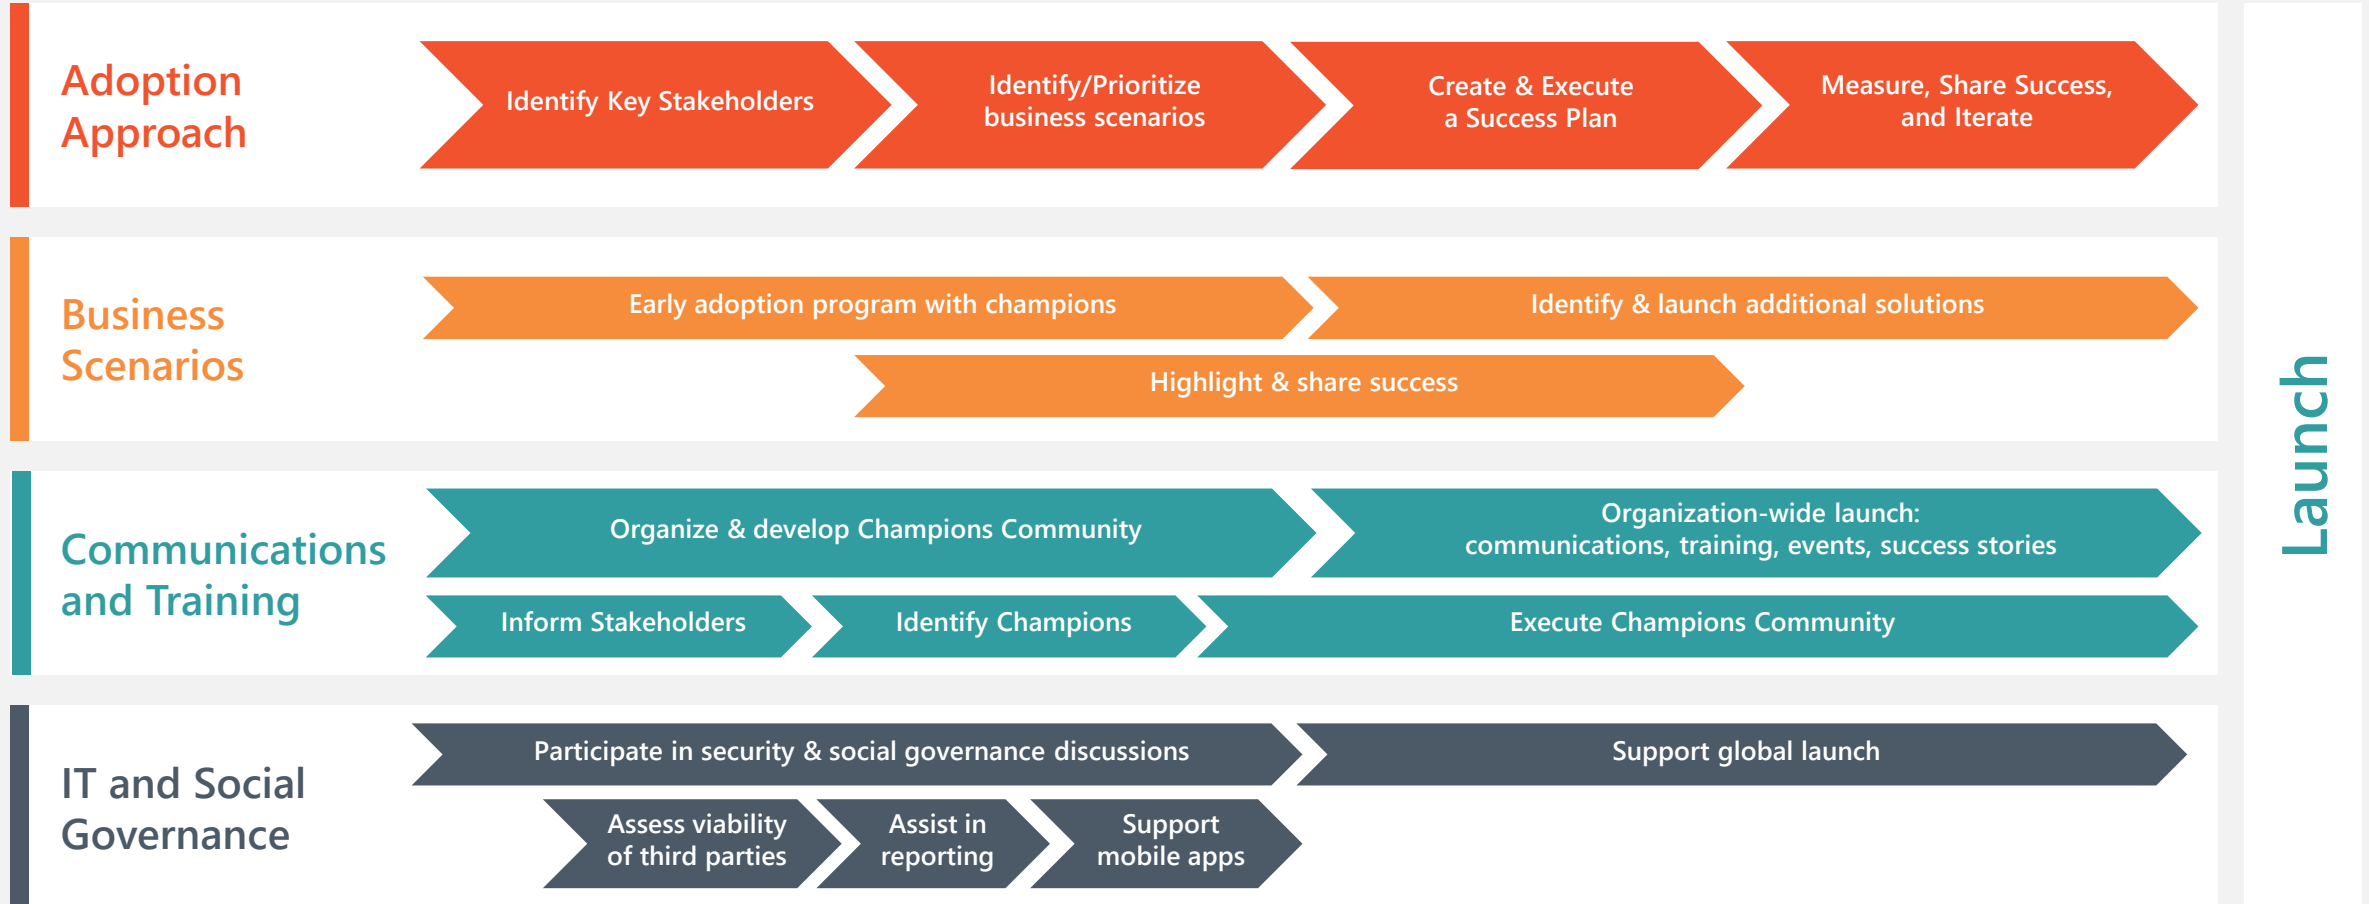 Adoption
Approach
Identify Key Stakeholders
Identify/Prioritize
business scenarios
Create & Execute
a Success Plan
Measure, Share Success,
and Iterate
Business
Scenarios
Early adoption program with champions
Identify & launch additional solutions
Highlight & share success
Communications
and Training
Organize & develop Champions Community
Organization-wide launch:
communications, training, events, success stories
Inform Stakeholders
Identify Champions
Execute Champions Community
IT and Social
Governance
Participate in security & social governance discussions
Support global launch
Assess viability
of third parties
Assist in
reporting
Support
mobile apps
Launch